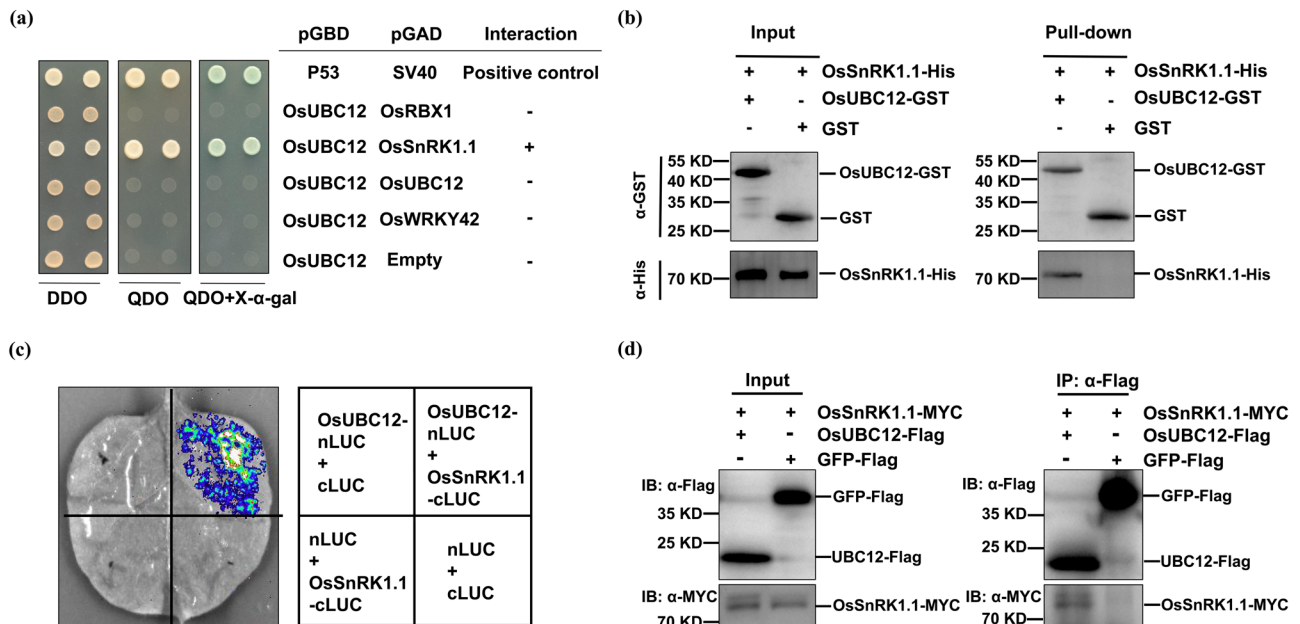 (a)
pGBD pGAD Interaction
P53 SV40 Positive control
OsUBC12 OsRBX1 -
OsUBC12 OsSnRK1.1 +
OsUBC12 OsUBC12 -
OsUBC12 OsWRKY42 -
OsUBC12 Empty -
DDO QDO QDO+X-α-gal
(b)
Input
+ + OsSnRK1.1-His
+ - OsUBC12-GST
- + GST
α-GST
55 KD
40 KD
35 KD
25 KD
OsUBC12-GST
GST
α-His
70 KD
OsSnRK1.1-His
Pull-down
+ + OsSnRK1.1-His
+ - OsUBC12-GST
- + GST
55 KD
40 KD
35 KD
25 KD
OsUBC12-GST
GST
70 KD
OsSnRK1.1-His
(c)
OsUBC12-
nLUC
+
cLUC
OsUBC12-
nLUC
+
OsSnRK1.1
-cLUC
nLUC
+
OsSnRK1.1
-cLUC
nLUC
+
cLUC
(d)
Input
+ + OsSnRK1.1-MYC
+ - OsUBC12-Flag
- + GFP-Flag
IB: α-Flag
35 KD
25 KD
GFP-Flag
UBC12-Flag
IB: α-MYC
70 KD
OsSnRK1.1-MYC
IP: α-Flag
+ + OsSnRK1.1-MYC
+ - OsUBC12-Flag
- + GFP-Flag
IB: α-Flag
35 KD
25 KD
GFP-Flag
UBC12-Flag
IB: α-MYC
70 KD
OsSnRK1.1-MYC